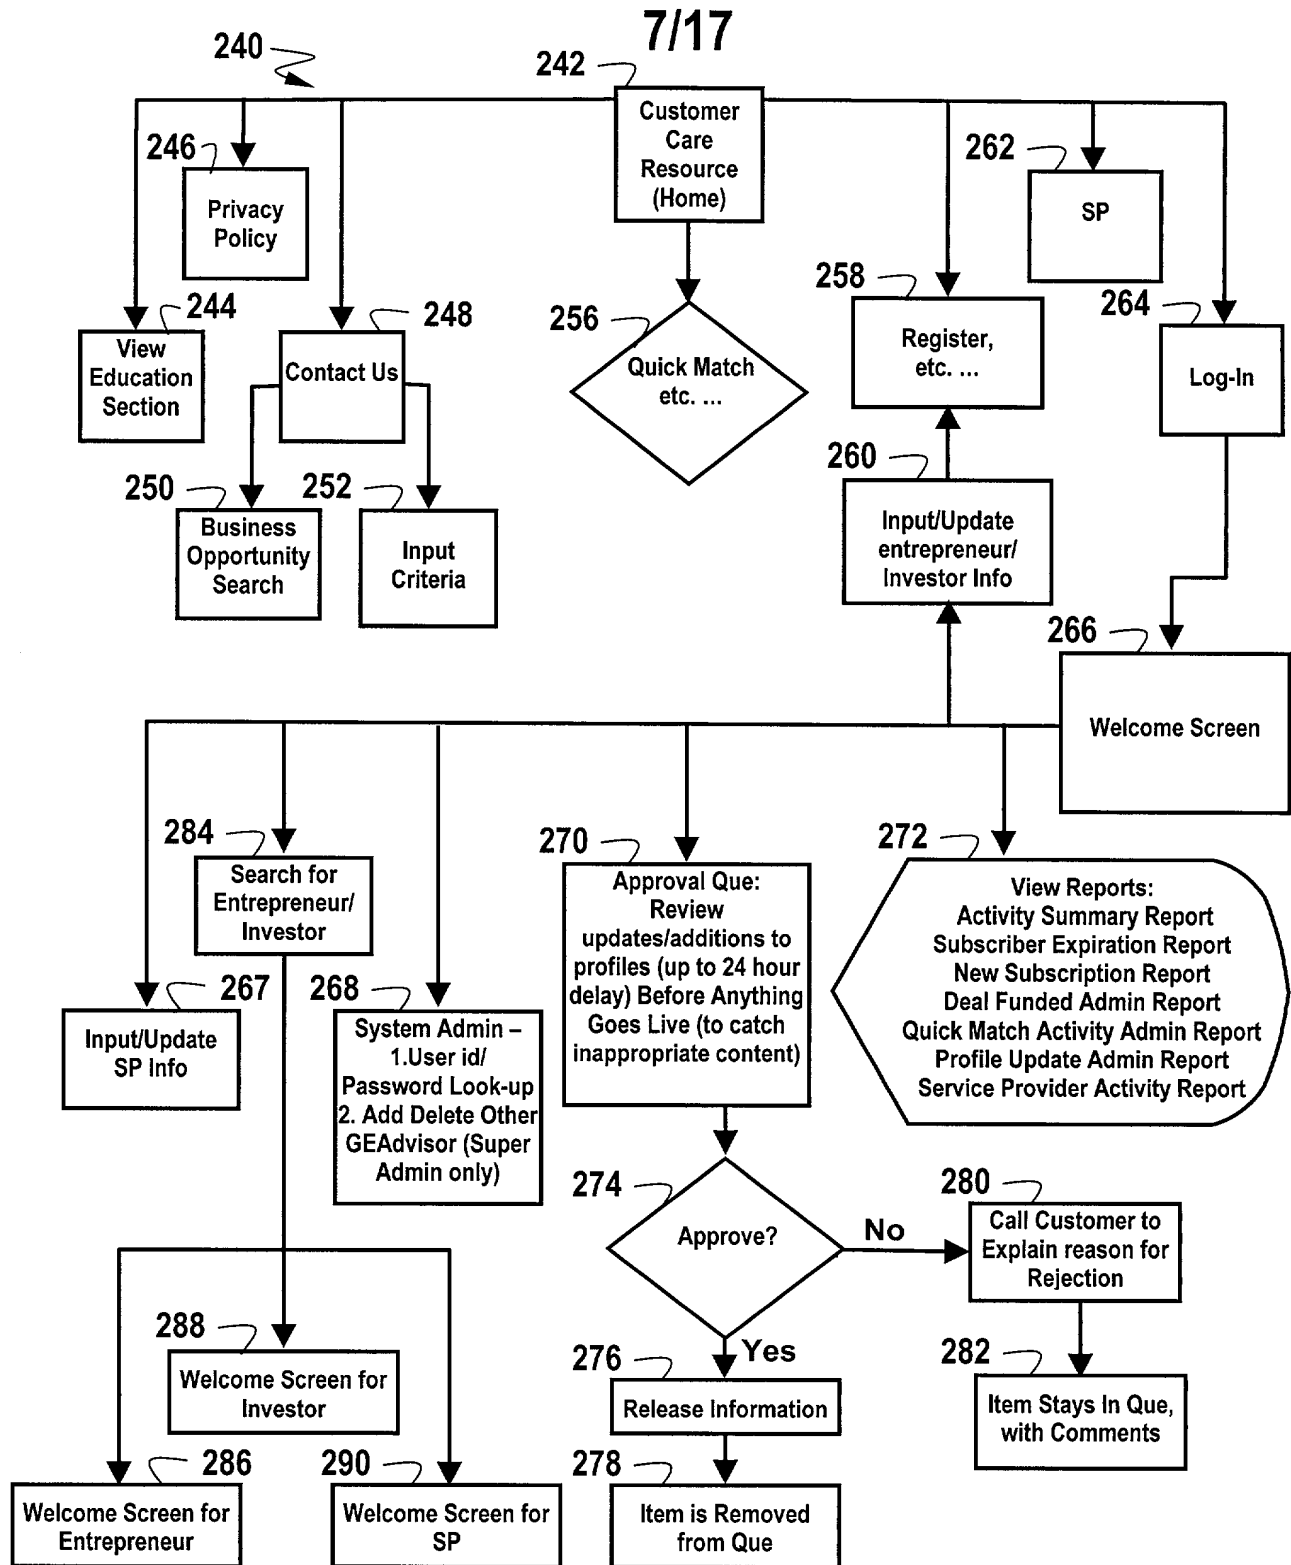 7/17
240
242
Customer
Care
Resource
(Home)
246
Privacy
Policy
262
SP
244
View
Education
Section
248
Contact Us
256
Quick Match
etc. ...
258
Register,
etc. ...
264
Log-In
250
Business
Opportunity
Search
252
Input
Criteria
260
Input/Update
entrepreneur/
Investor Info
266
Welcome Screen
284
Search for
Entrepreneur/
Investor
270
Approval Que:
Review
updates/additions to
profiles (up to 24 hour
delay) Before Anything
Goes Live (to catch
inappropriate content)
272
View Reports:
Activity Summary Report
Subscriber Expiration Report
New Subscription Report
Deal Funded Admin Report
Quick Match Activity Admin Report
Profile Update Admin Report
Service Provider Activity Report
267
Input/Update
SP Info
268
System Admin –
1.User id/
Password Look-up
2. Add Delete Other
GEAdvisor (Super
Admin only)
274
Approve?
No
Yes
280
Call Customer to
Explain reason for
Rejection
288
Welcome Screen for
Investor
276
Release Information
282
Item Stays In Que,
with Comments
286
Welcome Screen for
Entrepreneur
290
Welcome Screen for
SP
278
Item is Removed
from Que